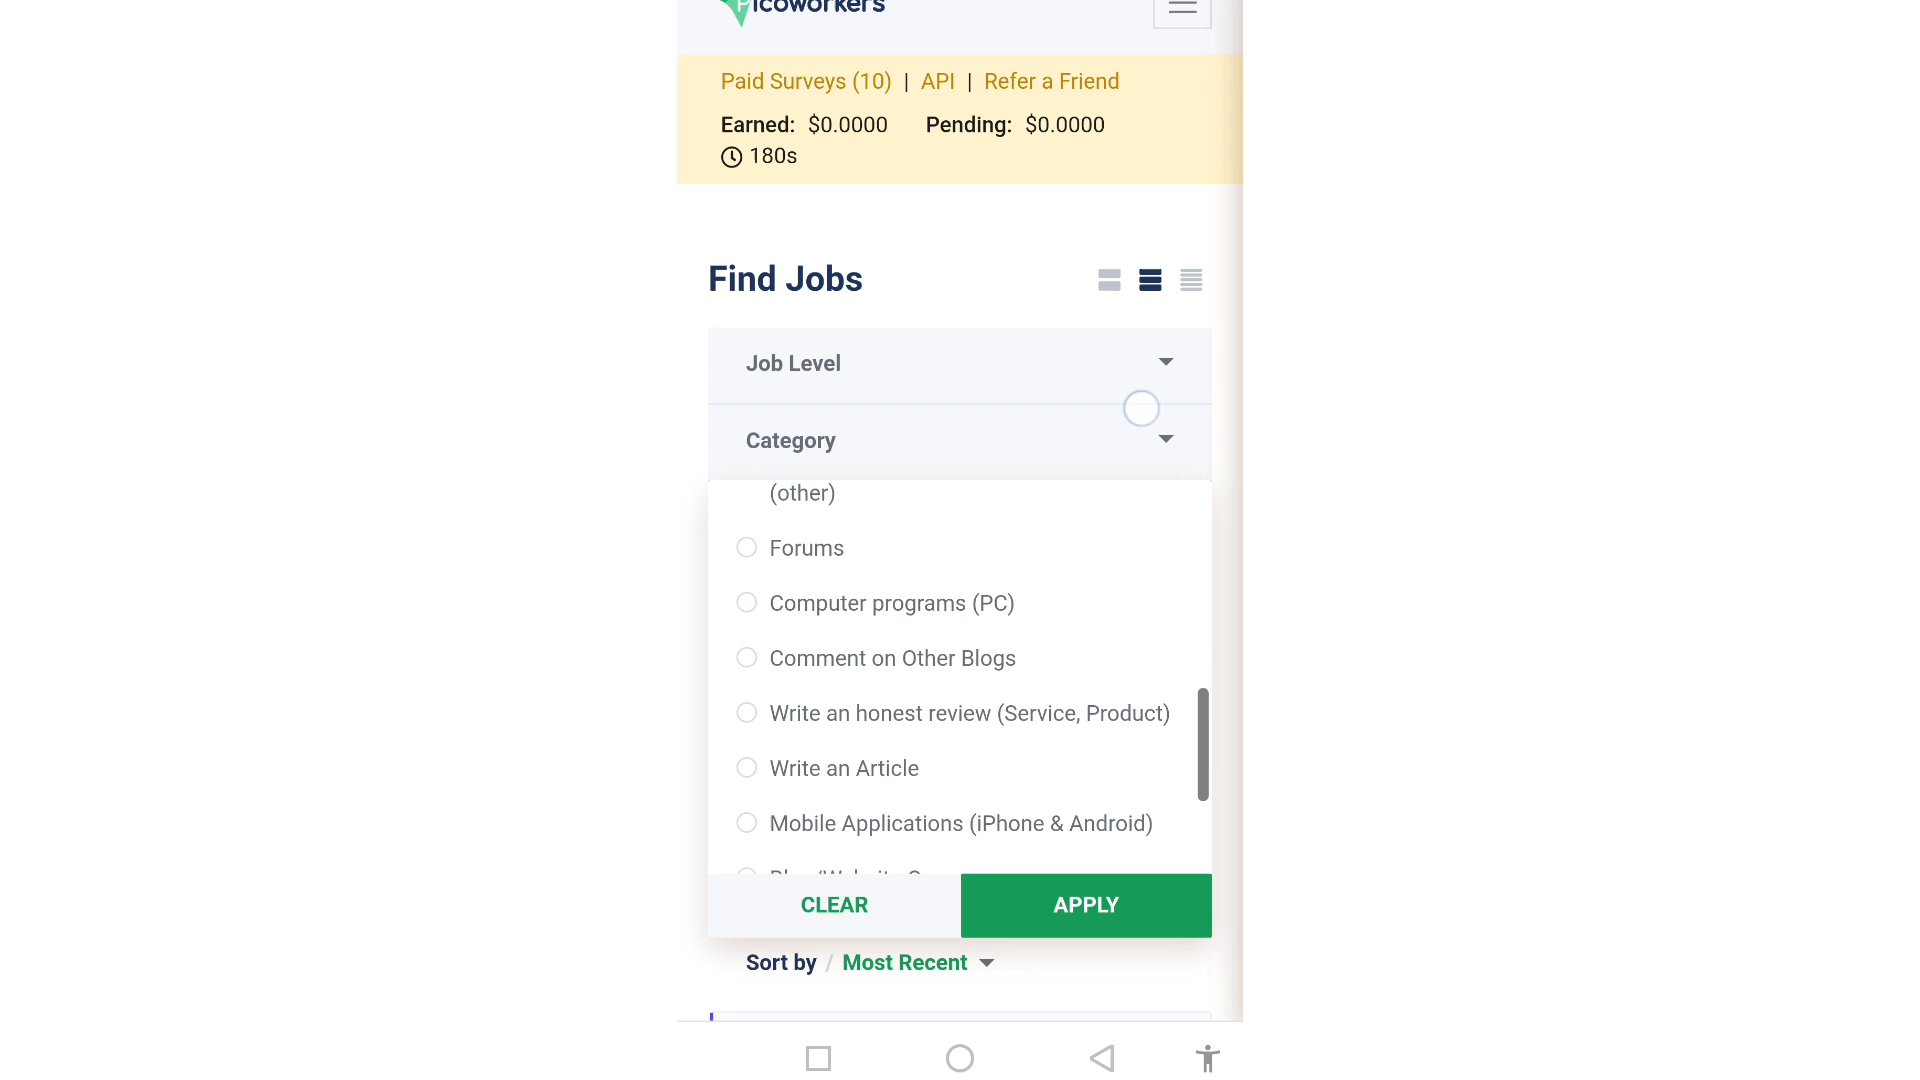 Picoworkers
Paid Surveys (10) | API | Refer a Friend
Earned: $0.0000 Pending: $0.0000
180s
Find Jobs
Job Level
Category
(other)
Forums
Computer programs (PC)
Comment on Other Blogs
Write an honest review (Service, Product)
Write an Article
Mobile Applications (iPhone & Android)
CLEAR
APPLY
Sort by / Most Recent